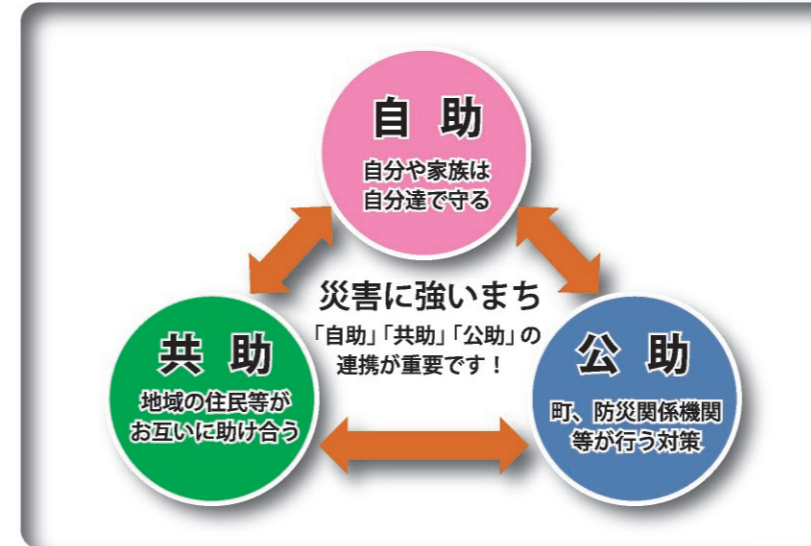 自 助
自分や家族は
自分達で守る
災害に強いまち
「自助」「共助」「公助」の
連携が重要です！
共 助
地域の住民等が
お互いに助け合う
公 助
町、防災関係機関
等が行う対策